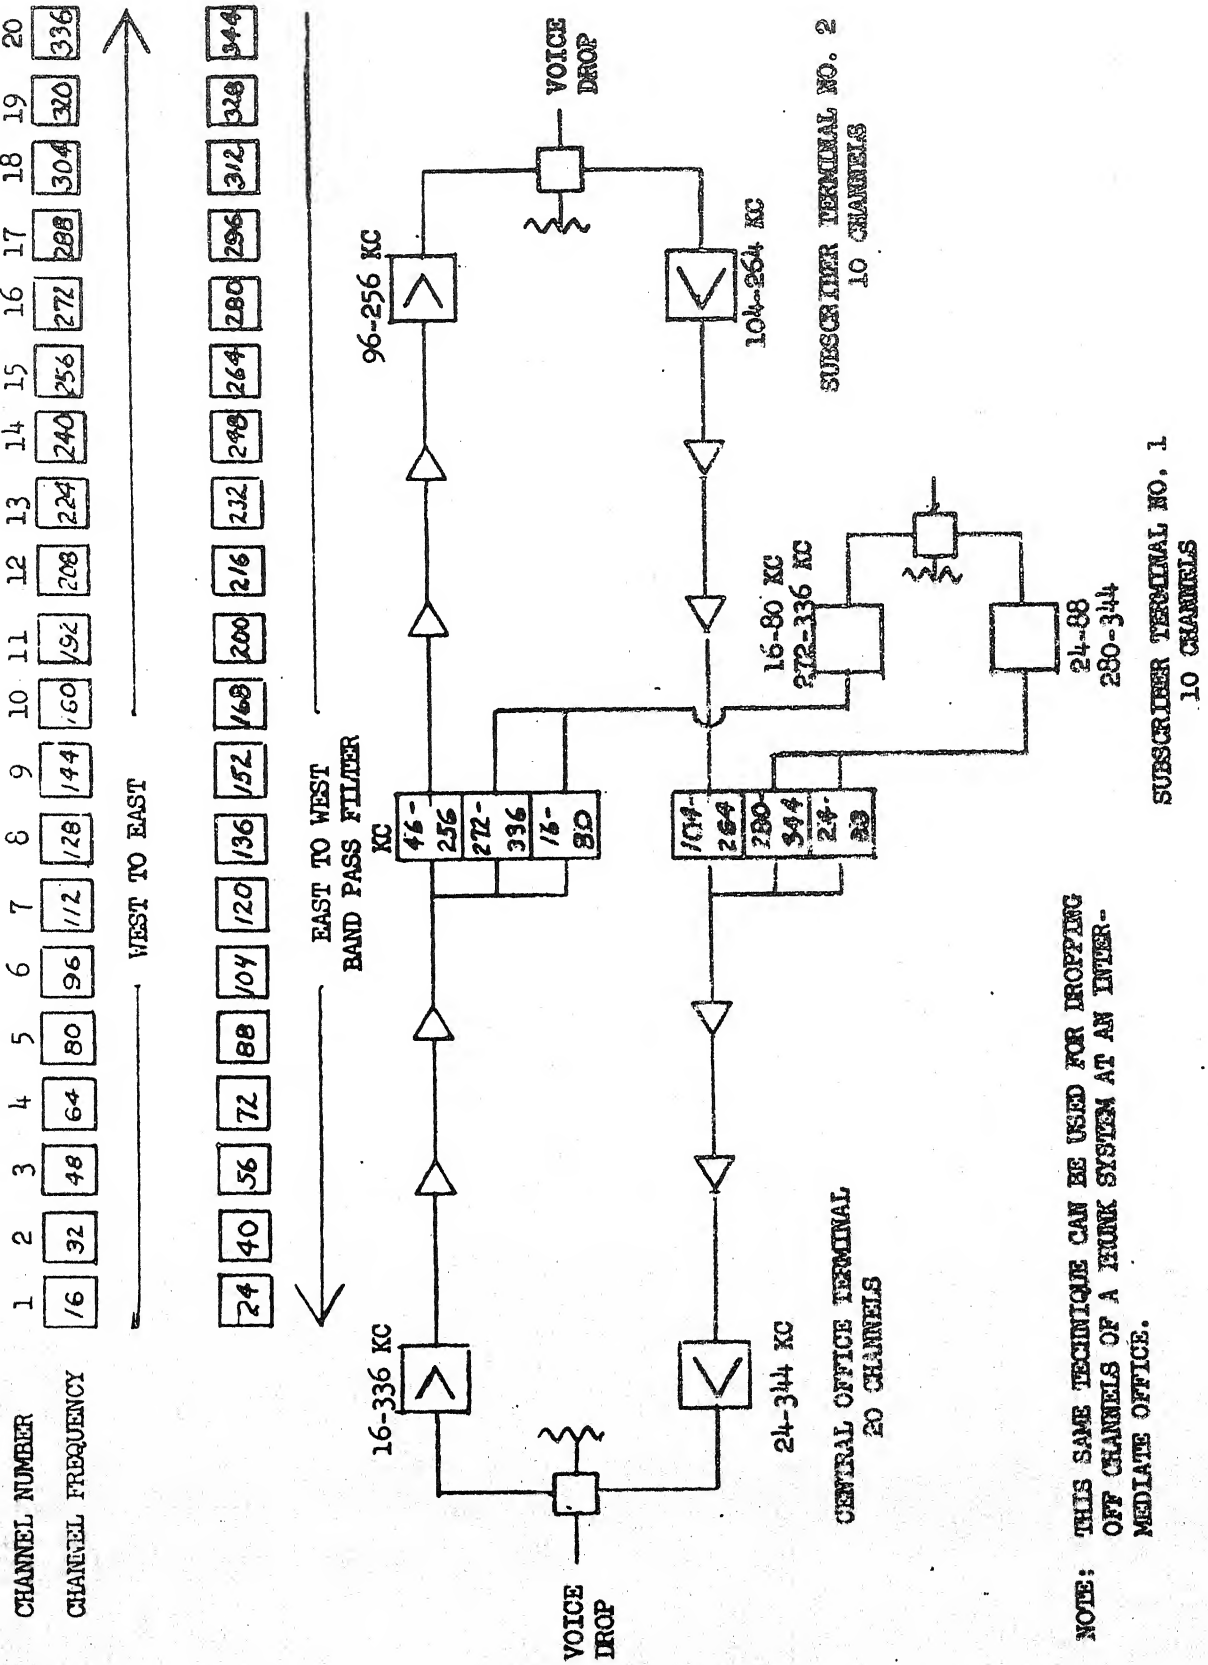 CHANNEL NUMBER 1 2 3 4 5 6 7 8 9 10 11 12 13 14 15 16 17 18 19 20
CHANNEL FREQUENCY 16 32 48 64 80 96 112 128 144 160 192 208 224 240 256 272 288 304 320 336
WEST TO EAST
24 40 56 72 88 104 120 136 152 168 200 216 232 248 264 280 296 312 328 344
EAST TO WEST
BAND PASS FILTER
KC
16-336 KC
46-
256
272-
336
16-
80
96-256 KC
VOICE
DROP
VOICE
DROP
24-344 KC
104-
264
280-
344
24-
88
104-264 KC
16-80 KC
272-336 KC
24-88
280-344
CENTRAL OFFICE TERMINAL
20 CHANNELS
SUBSCRIBER TERMINAL NO. 2
10 CHANNELS
SUBSCRIBER TERMINAL NO. 1
10 CHANNELS
NOTE: THIS SAME TECHNIQUE CAN BE USED FOR DROPPING
OFF CHANNELS OF A TRUNK SYSTEM AT AN INTER-
MEDIATE OFFICE.